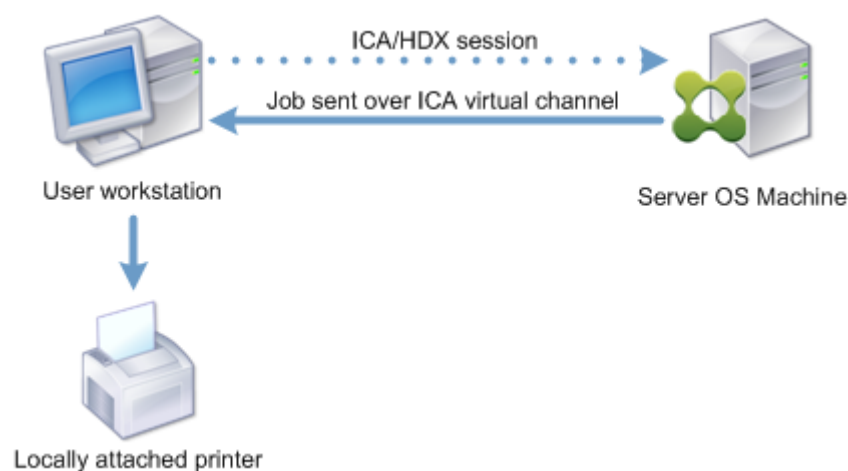 ICA/HDX session
Job sent over ICA virtual channel
User workstation
Server OS Machine
Locally attached printer